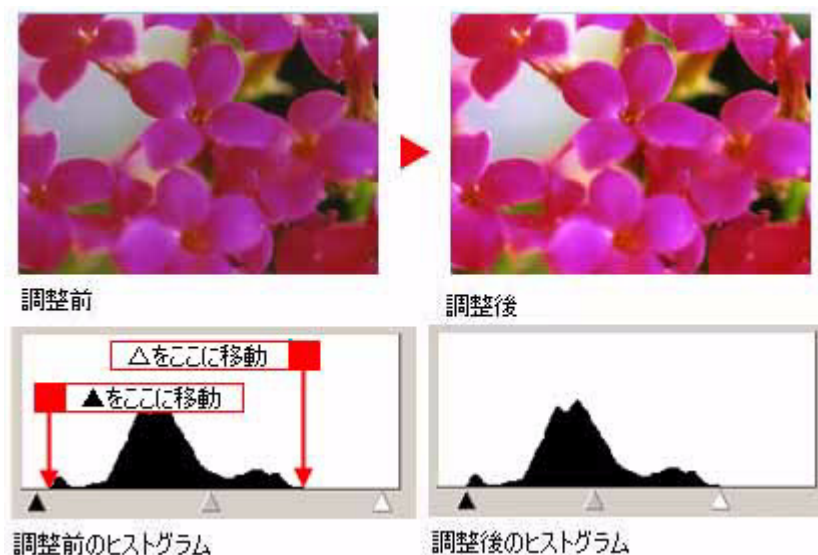 調整前
調整後
△をここに移動
▲をここに移動
調整前のヒストグラム
調整後のヒストグラム